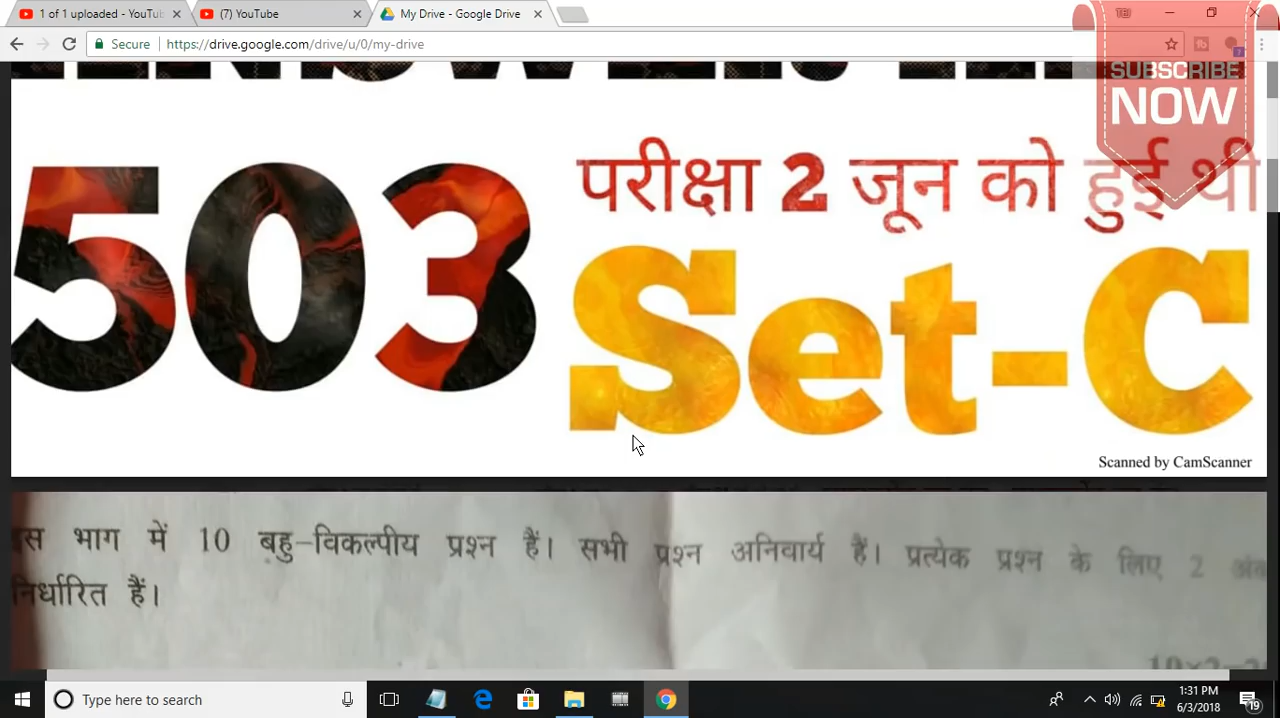 1 of 1 uploaded - YouTu
(7) YouTube
My Drive - Google Drive
Secure
https://drive.google.com/drive/u/0/my-drive
SUBSCRIBE
NOW
503
परीक्षा 2 जून को हुई थी
Set-C
Scanned by CamScanner
इस भाग में 10 बहु-विकल्पीय प्रश्न हैं। सभी प्रश्न अनिवार्य हैं। प्रत्येक प्रश्न के लिए 2
निर्धारित हैं।
Type here to search
1:31 PM
6/3/2018
19